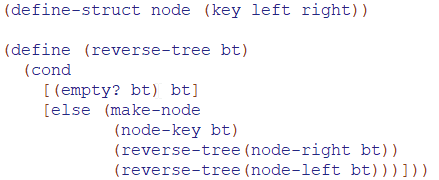 (define-struct node (key left right))
(define (reverse-tree bt)
(cond
[(empty? bt) bt]
[else (make-node
(node-key bt)
(reverse-tree(node-right bt))
(reverse-tree(node-left bt)))]))